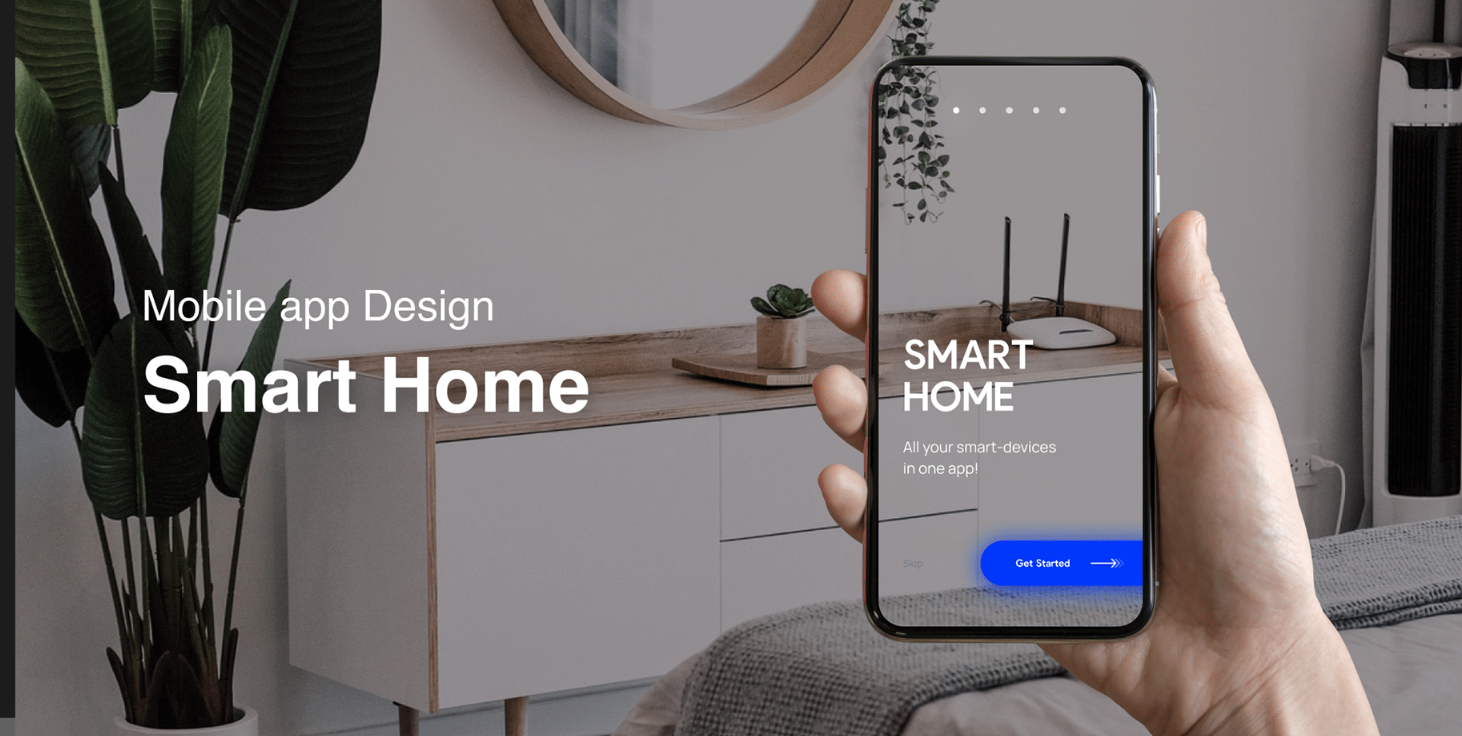 Mobile app Design
Smart Home
SMART
HOME
All your smart-devices
in one app!
Skip
Get Started